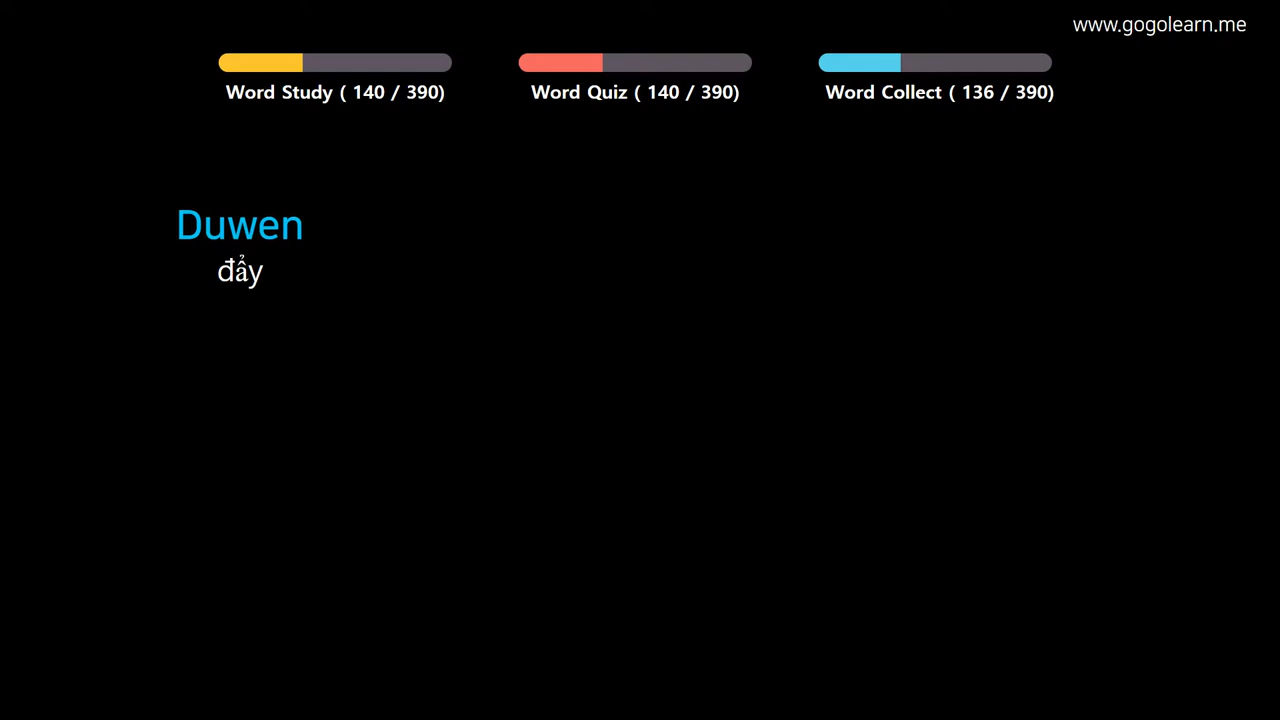 www.gogolearn.me
Word Study ( 140 / 390)
Word Quiz ( 140 / 390)
Word Collect ( 136 / 390)
Duwen
đẩy